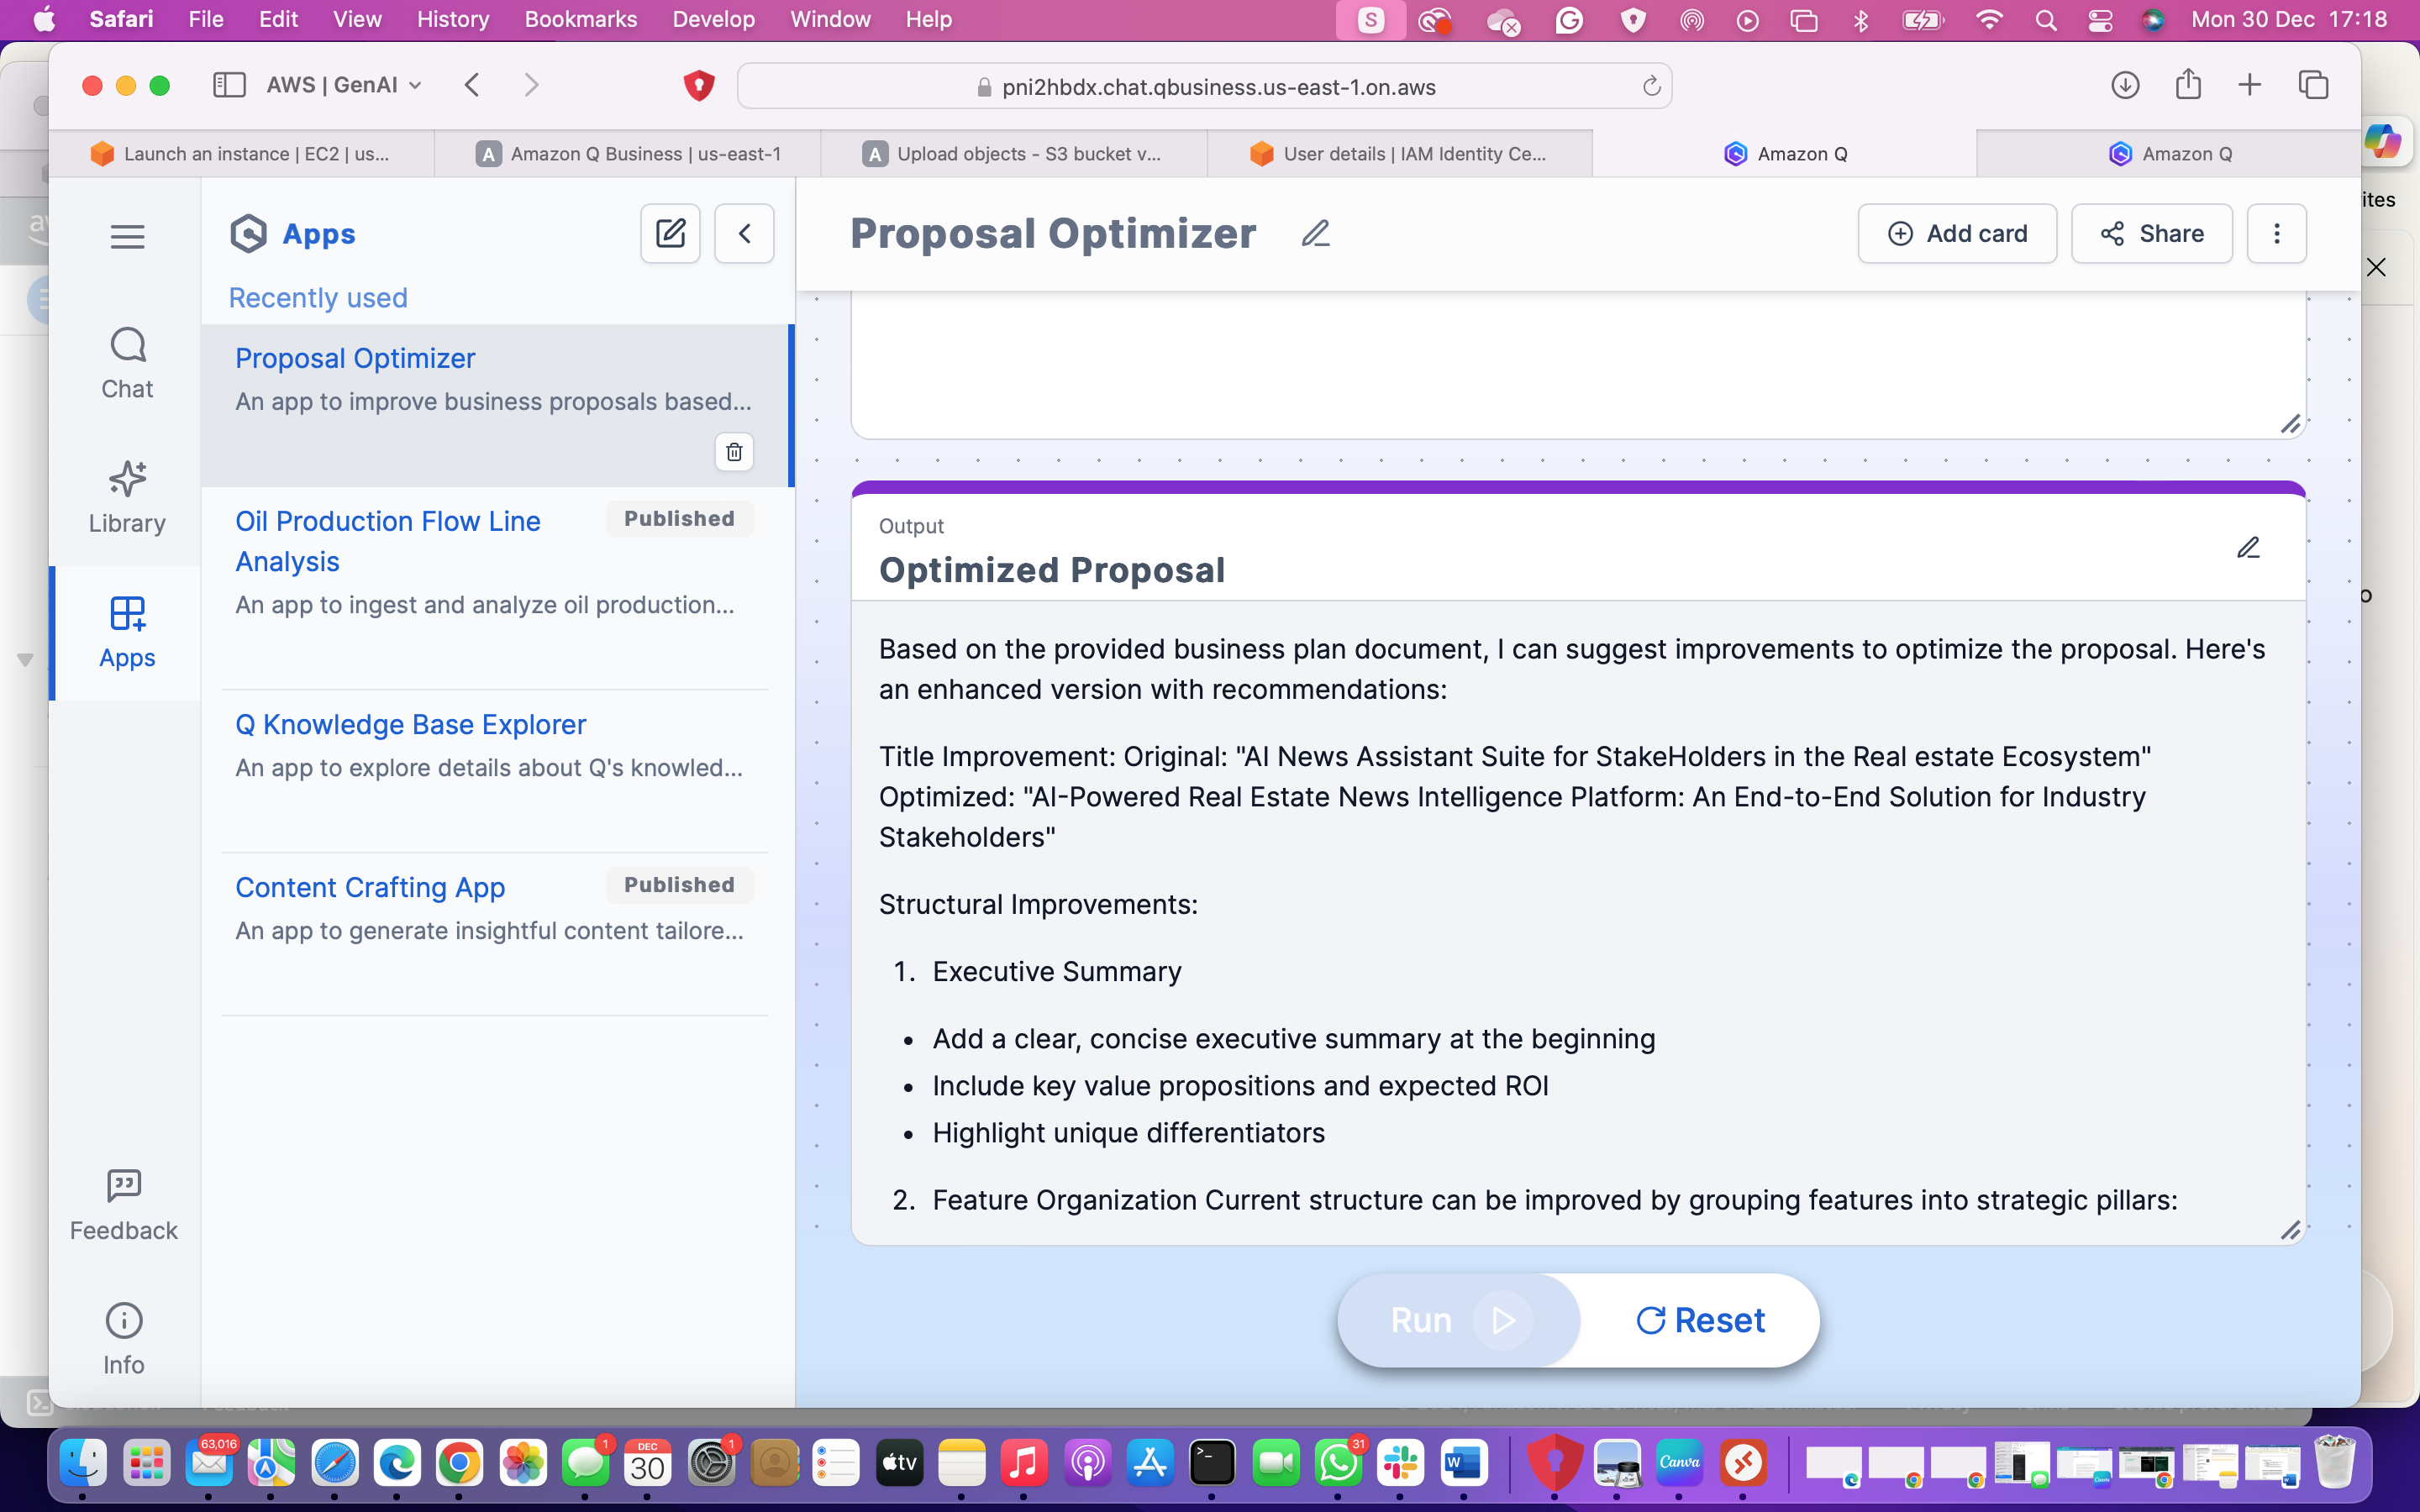 Safari File Edit View History Bookmarks Develop Window Help
Mon 30 Dec 17:18
AWS | GenAI
pni2hbdx.chat.qbusiness.us-east-1.on.aws
Launch an instance | EC2 | us...
Amazon Q Business | us-east-1
Upload objects - S3 bucket v...
User details | IAM Identity Ce...
Amazon Q
Amazon Q
ites
Chat
Library
Apps
Feedback
Info
Apps
Recently used
Proposal Optimizer
An app to improve business proposals based...
Oil Production Flow Line
Analysis
Published
An app to ingest and analyze oil production...
Q Knowledge Base Explorer
An app to explore details about Q's knowled...
Content Crafting App
Published
An app to generate insightful content tailore...
Proposal Optimizer
Add card
Share
Output
Optimized Proposal
Based on the provided business plan document, I can suggest improvements to optimize the proposal. Here's
an enhanced version with recommendations:
Title Improvement: Original: "AI News Assistant Suite for StakeHolders in the Real estate Ecosystem"
Optimized: "AI-Powered Real Estate News Intelligence Platform: An End-to-End Solution for Industry
Stakeholders"
Structural Improvements:
1. Executive Summary
• Add a clear, concise executive summary at the beginning
• Include key value propositions and expected ROI
• Highlight unique differentiators
2. Feature Organization Current structure can be improved by grouping features into strategic pillars:
Run
Reset
63,016
1
DEC
30
1
tv
31
W
Canva